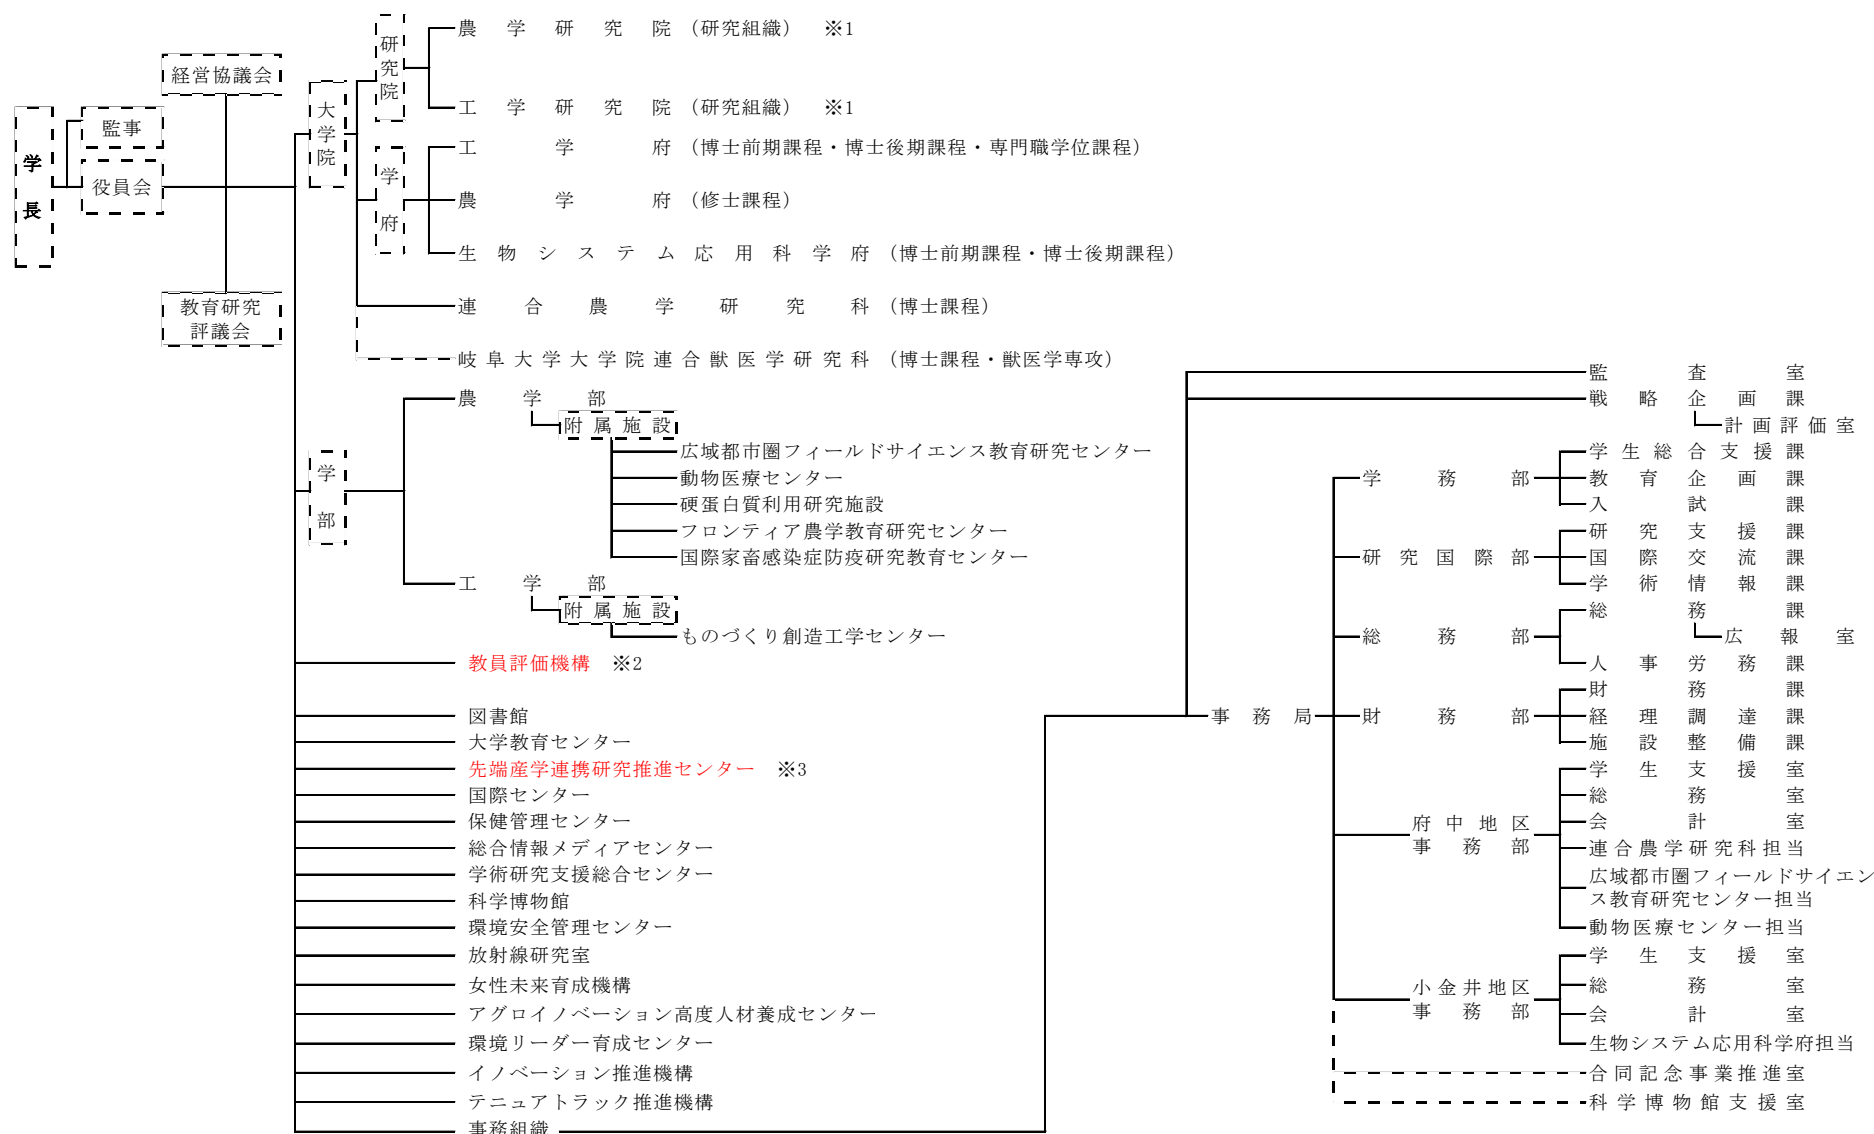 学長
監事
役員会
経営協議会
教育研究
評議会
大学院
研究院
農学研究院（研究組織）　※1
工学研究院（研究組織）　※1
学府
工学府（博士前期課程・博士後期課程・専門職学位課程）
農学府（修士課程）
生物システム応用科学府（博士前期課程・博士後期課程）
連合農学研究科（博士課程）
岐阜大学大学院連合獣医学研究科（博士課程・獣医学専攻）
学部
農学部
附属施設
広域都市圏フィールドサイエンス教育研究センター
動物医療センター
硬蛋白質利用研究施設
フロンティア農学教育研究センター
国際家畜感染症防疫研究教育センター
工学部
附属施設
ものづくり創造工学センター
教員評価機構　※2
図書館
大学教育センター
先端産学連携研究推進センター　※3
国際センター
保健管理センター
総合情報メディアセンター
学術研究支援総合センター
科学博物館
環境安全管理センター
放射線研究室
女性未来育成機構
アグロイノベーション高度人材養成センター
環境リーダー育成センター
イノベーション推進機構
テニュアトラック推進機構
事務組織
監査室
戦略企画課
計画評価室
事務局
学務部
学生総合支援課
教育企画課
入試課
研究国際部
研究支援課
国際交流課
学術情報課
総務部
総務課
広報室
人事労務課
財務部
財務課
経理調達課
施設整備課
府中地区
事務部
学生支援室
総務室
会計室
連合農学研究科担当
広域都市圏フィールドサイエン
ス教育研究センター担当
動物医療センター担当
小金井地区
事務部
学生支援室
総務室
会計室
生物システム応用科学府担当
合同記念事業推進室
科学博物館支援室